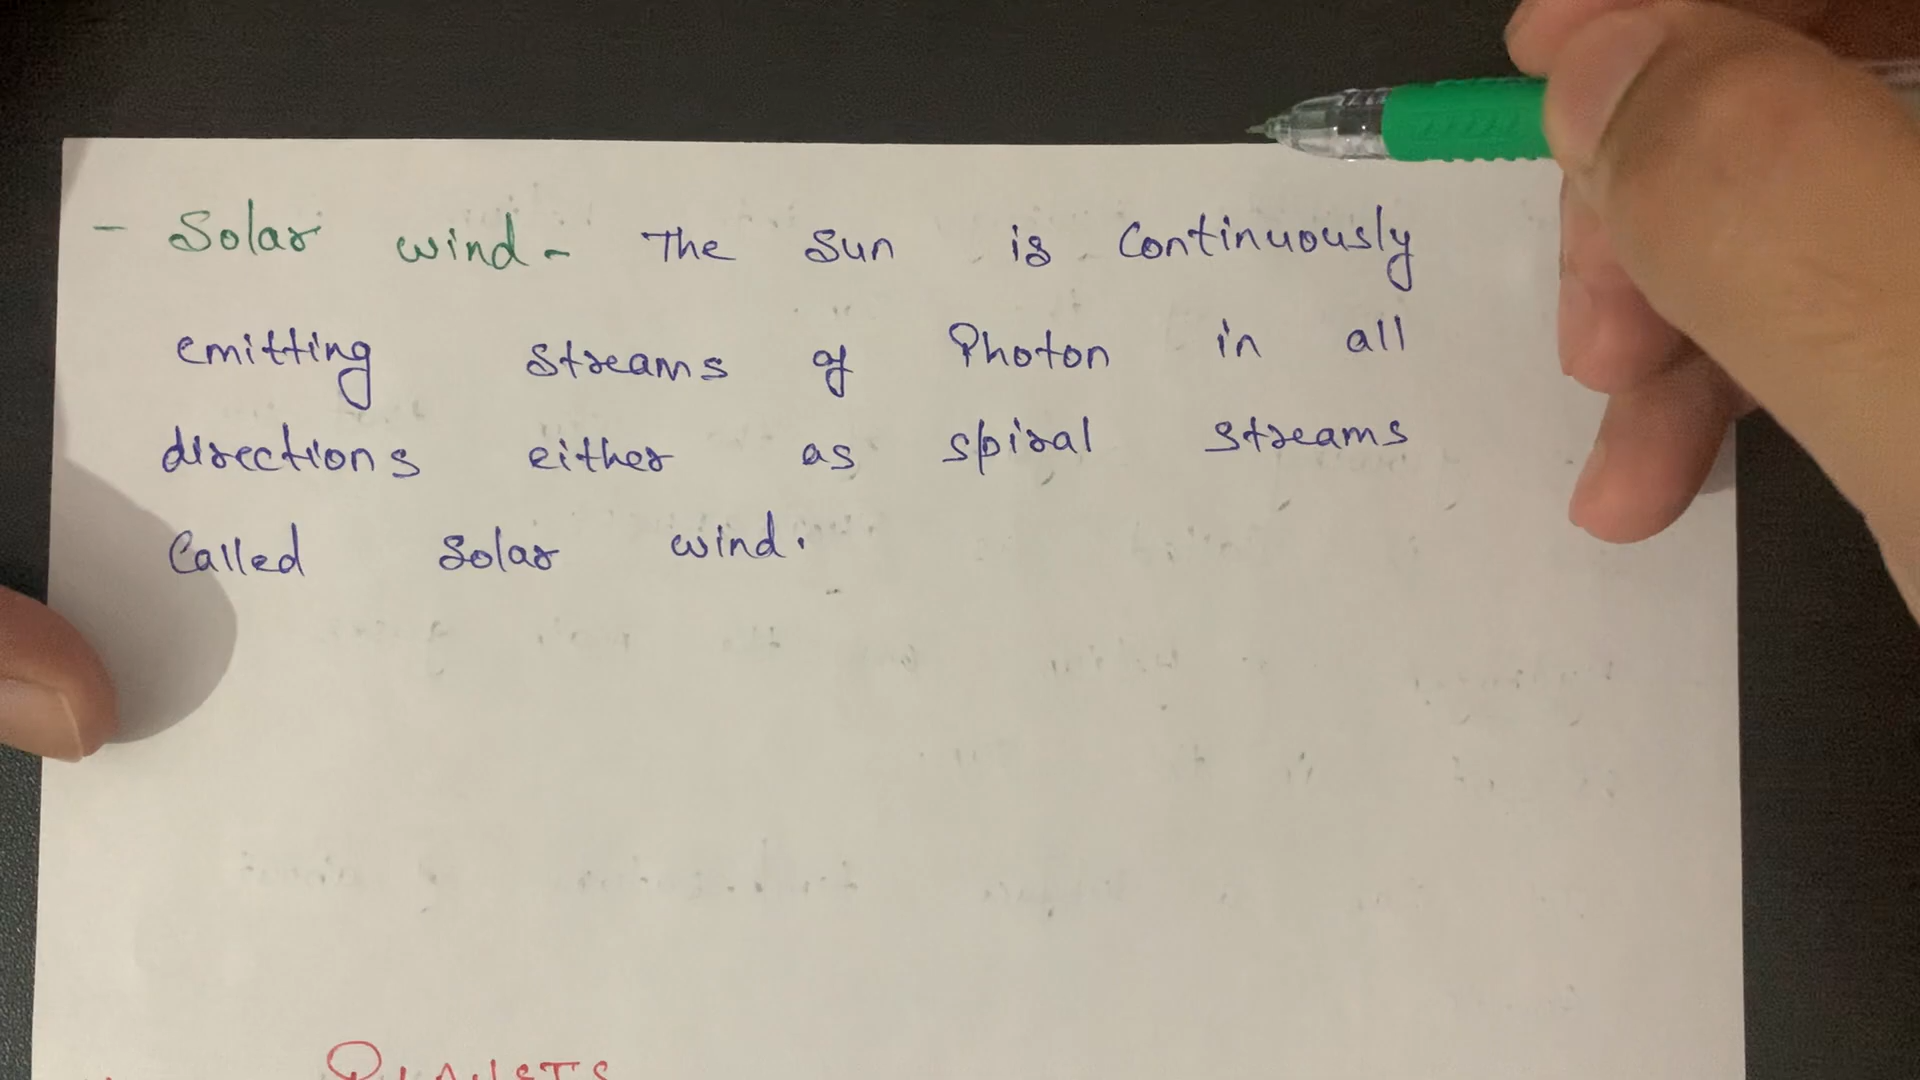 - Solar wind - The Sun is Continuously
emitting streams of Photon in all
directions either as spiral streams
Called Solar wind.
PLANETS